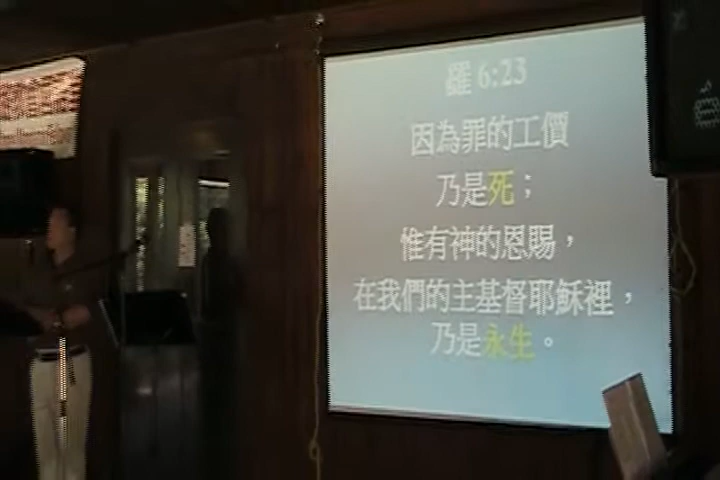 羅 6:23
因為罪的工價
乃是死；
惟有神的恩賜，
在我們的主基督耶穌裡，
乃是永生。